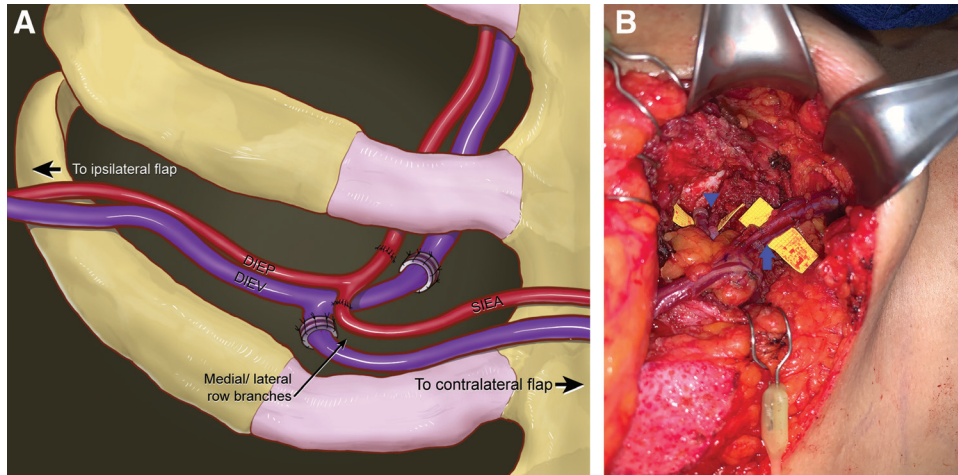 A
B
To ipsilateral flap
DIEP
DIEV
SIEA
Medial/ lateral
row branches
To contralateral flap